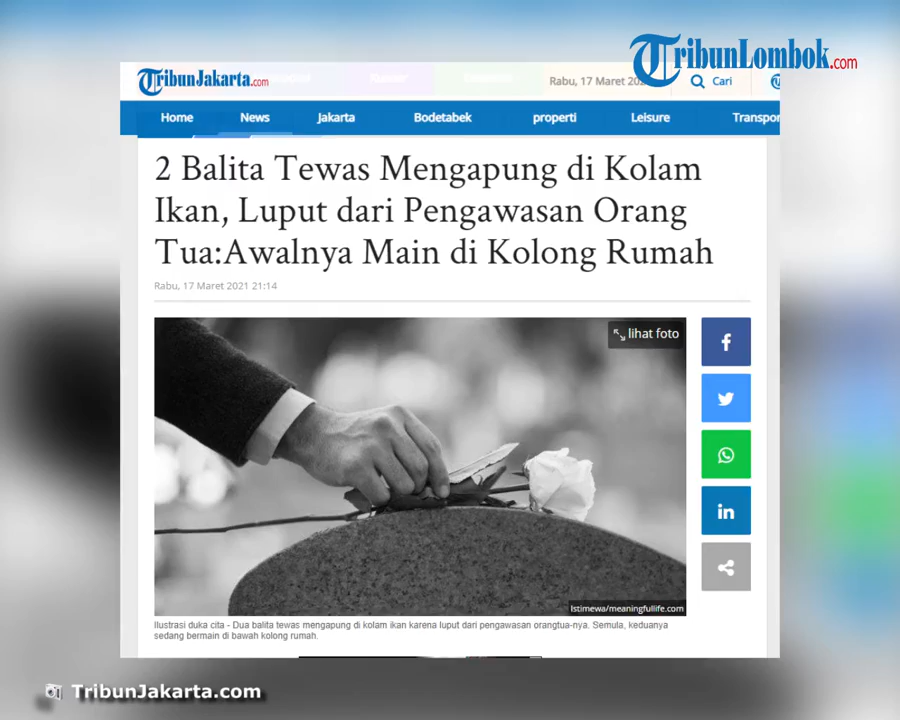 TribunLombok.com
TribunJakarta.com
Rabu, 17 Maret
Cari
Home News Jakarta Bodetabek properti Leisure Transpor
2 Balita Tewas Mengapung di Kolam
Ikan, Luput dari Pengawasan Orang
Tua:Awalnya Main di Kolong Rumah
Rabu, 17 Maret 2021 21:14
lihat foto
Istimewa/meaningfullife.com
Ilustrasi duka cita - Dua balita tewas mengapung di kolam ikan karena luput dari pengawasan orangtua-nya. Semula, keduanya
sedang bermain di bawah kolong rumah.
TribunJakarta.com